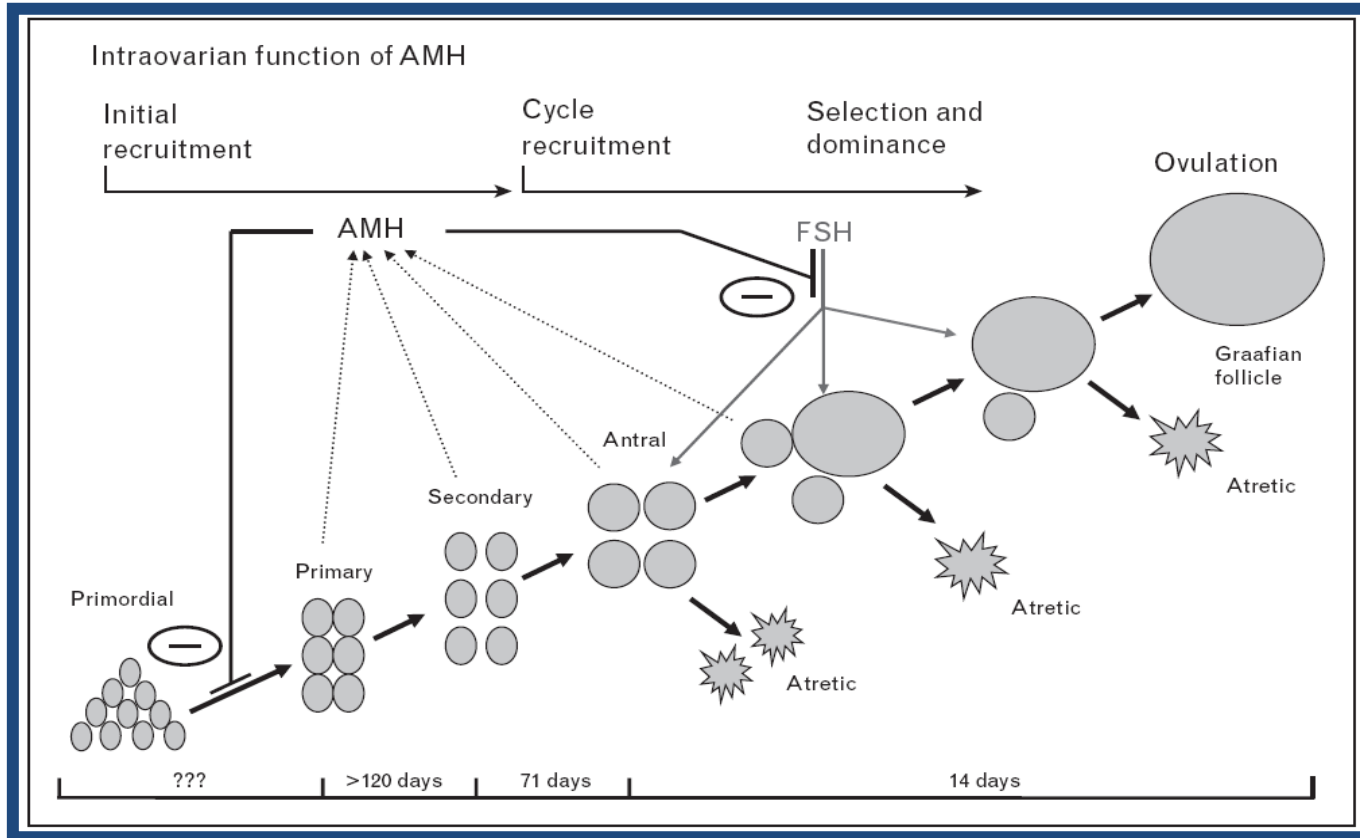 Intraovarian function of AMH
Initial
recruitment
Cycle
recruitment
Selection and
dominance
Ovulation
AMH
FSH
Graafian
follicle
Antral
Atretic
Secondary
Primary
Atretic
Primordial
Atretic
???
>120 days
71 days
14 days